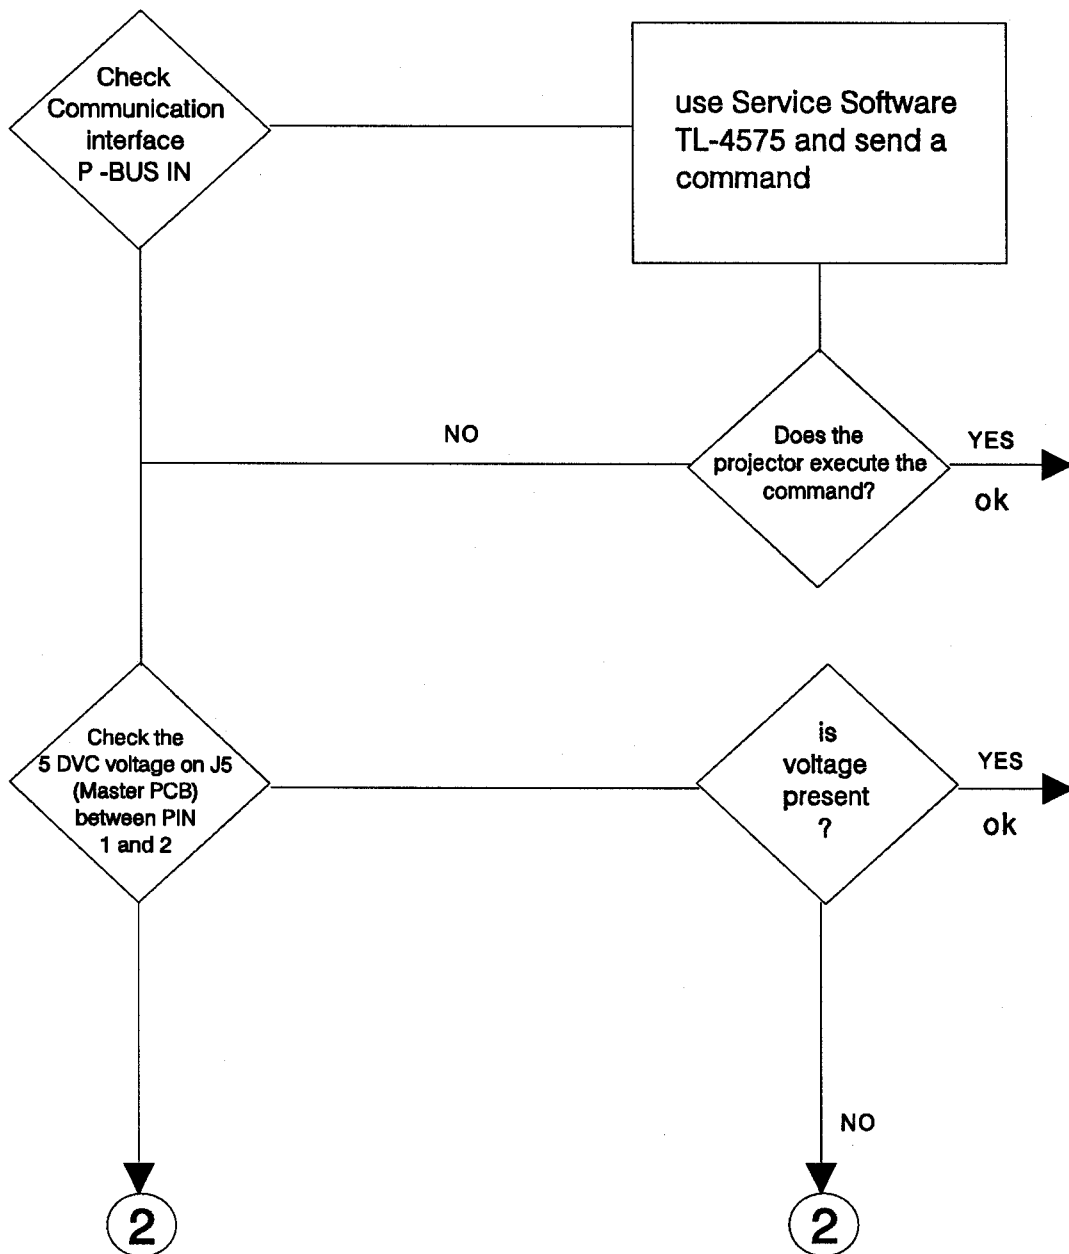 Check
Communication
interface
P -BUS IN
use Service Software
TL-4575 and send a
command
NO
Does the
projector execute the
command?
YES
ok
Check the
5 DVC voltage on J5
(Master PCB)
between PIN
1 and 2
is
voltage
present
?
YES
ok
NO
2
2